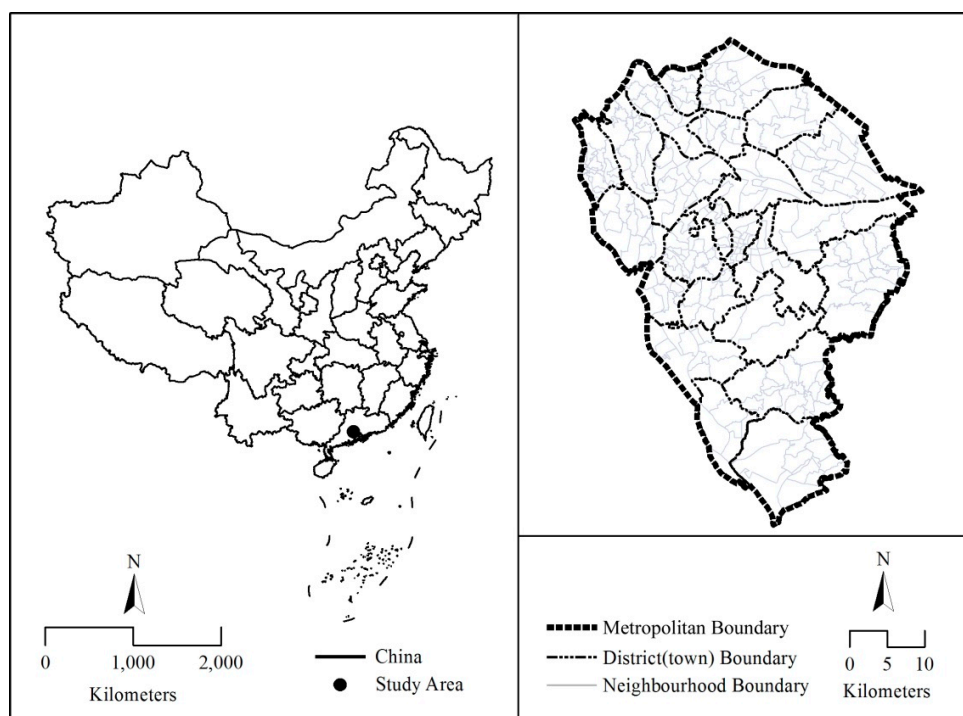 N
0 1,000 2,000
Kilometers
China
Study Area
Metropolitan Boundary
District(town) Boundary
Neighbourhood Boundary
N
0 5 10
Kilometers